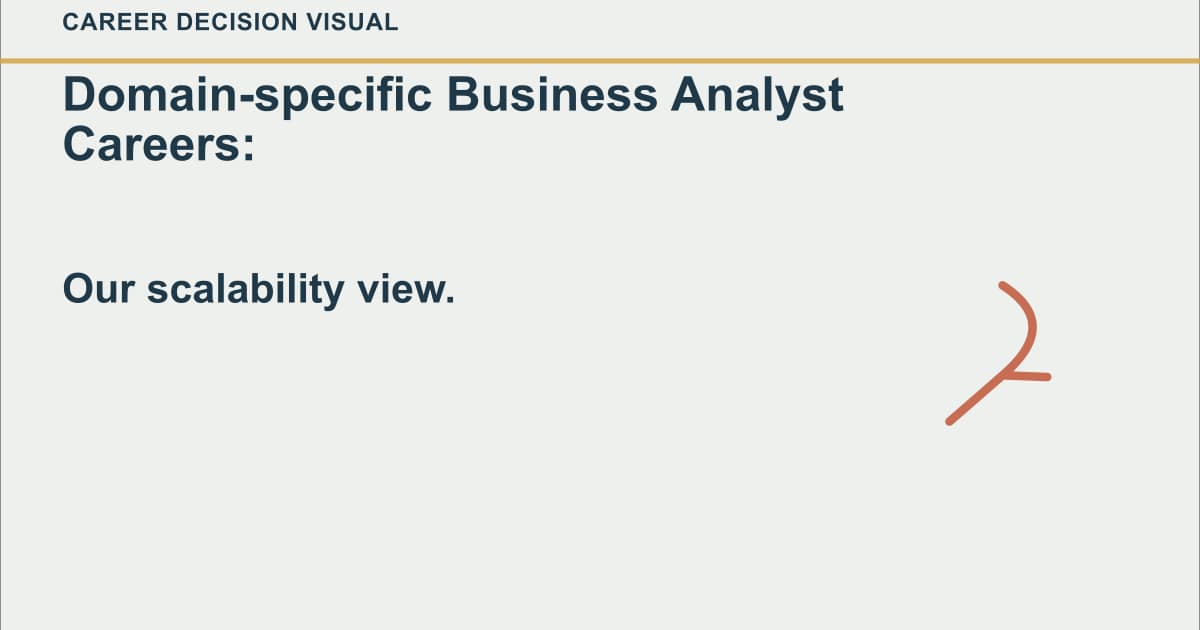 CAREER DECISION VISUAL
Domain-specific Business Analyst
Careers:
Our scalability view.